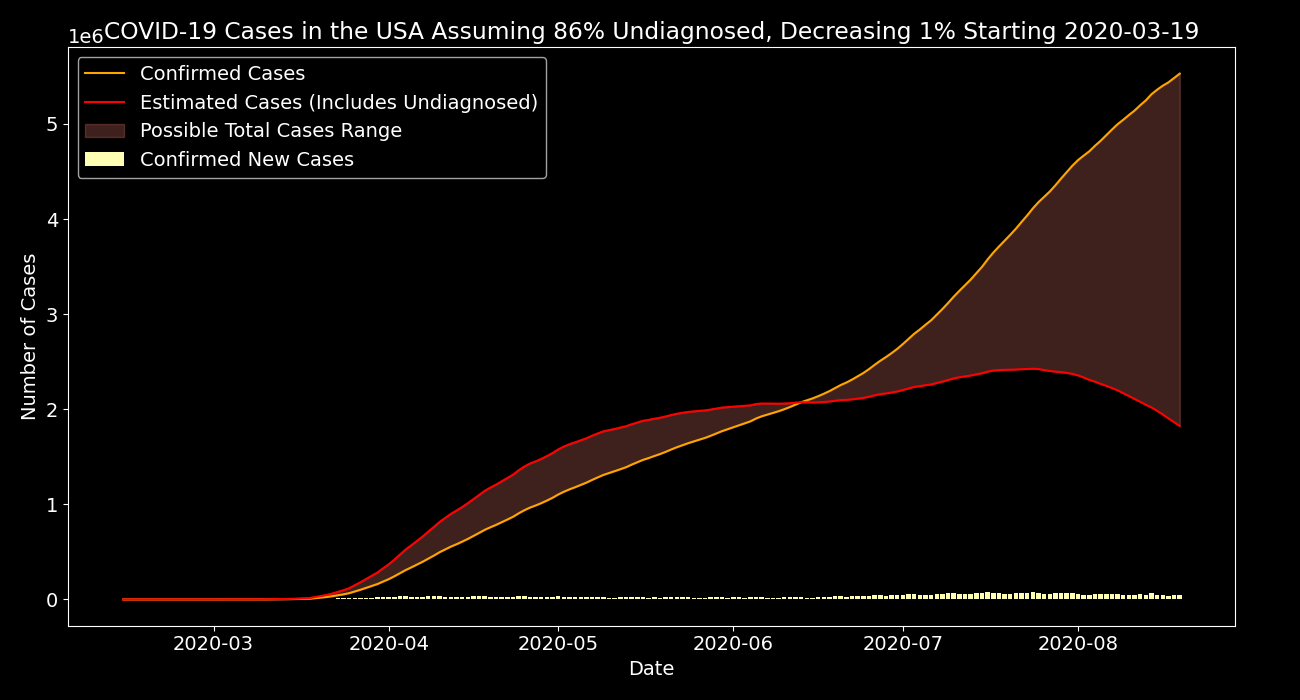 COVID-19 Cases in the USA Assuming 86% Undiagnosed, Decreasing 1% Starting 2020-03-19
1e6
Confirmed Cases
Estimated Cases (Includes Undiagnosed)
Possible Total Cases Range
Confirmed New Cases
5
4
3
2
1
0
Number of Cases
2020-03 2020-04 2020-05 2020-06 2020-07 2020-08
Date